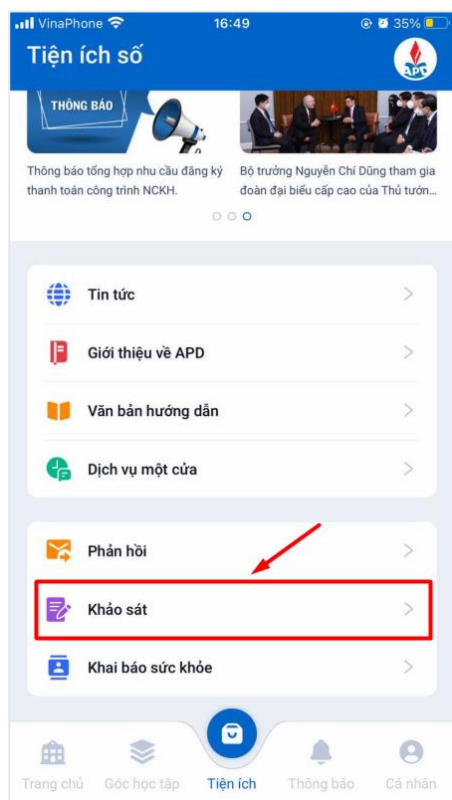 VinaPhone 16:49 35%
Tiện ích số
APD
THÔNG BÁO
Thông báo tổng hợp nhu cầu đăng ký
thanh toán công trình NCKH.
Bộ trưởng Nguyễn Chí Dũng tham gia
đoàn đại biểu cấp cao của Thủ tướn...
Tin tức
Giới thiệu về APD
Văn bản hướng dẫn
Dịch vụ một cửa
Phản hồi
Khảo sát
Khai báo sức khỏe
Trang chủ Góc học tập Tiện ích Thông báo Cá nhân